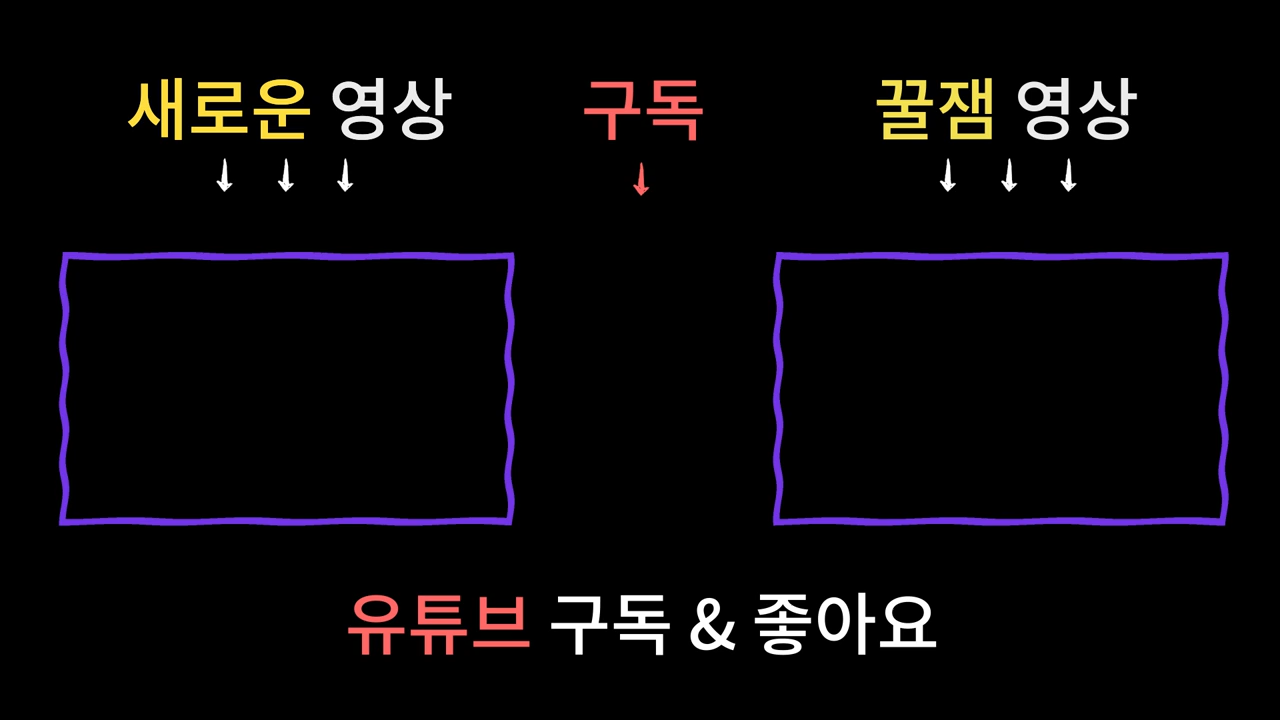 새로운 영상
구독
꿀잼 영상
유튜브 구독 & 좋아요